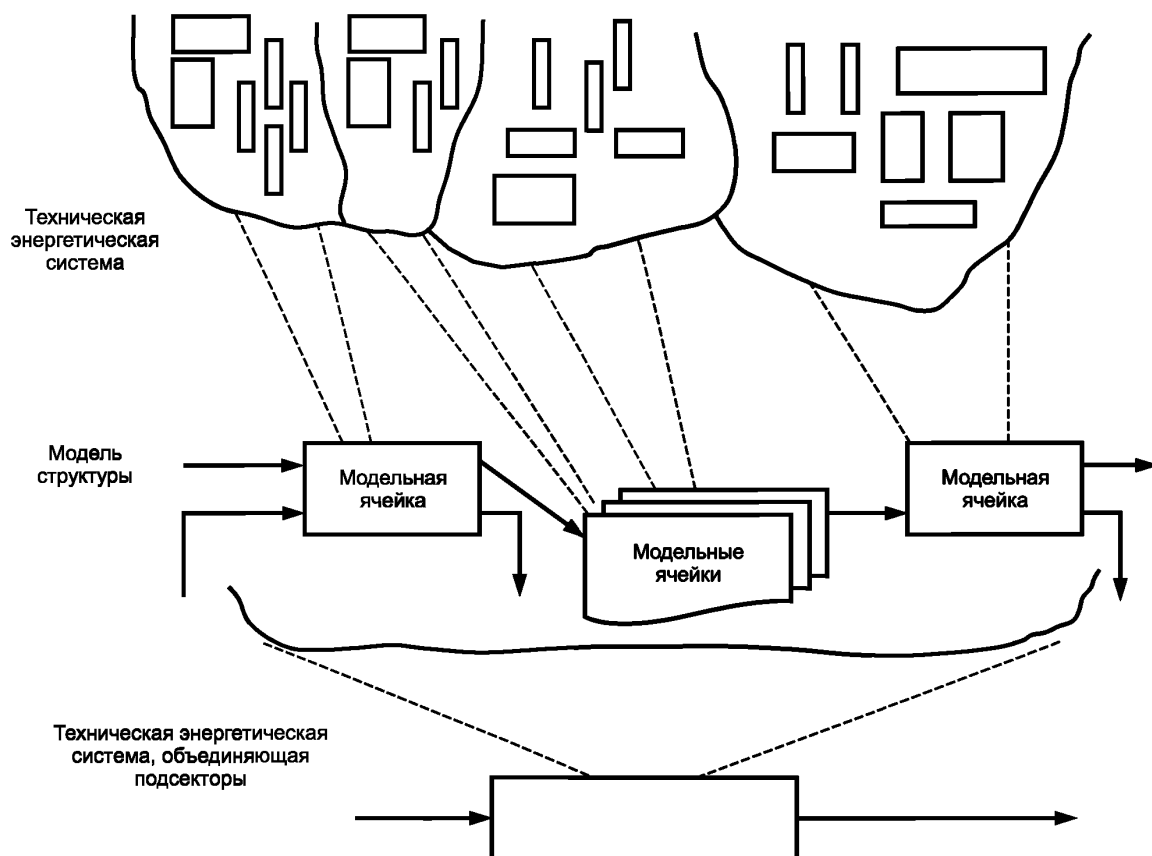 Техническая
энергетическая
система
Модель
структуры
Модельная
ячейка
Модельные
ячейки
Модельная
ячейка
Техническая энергетическая
система, объединяющая
подсекторы